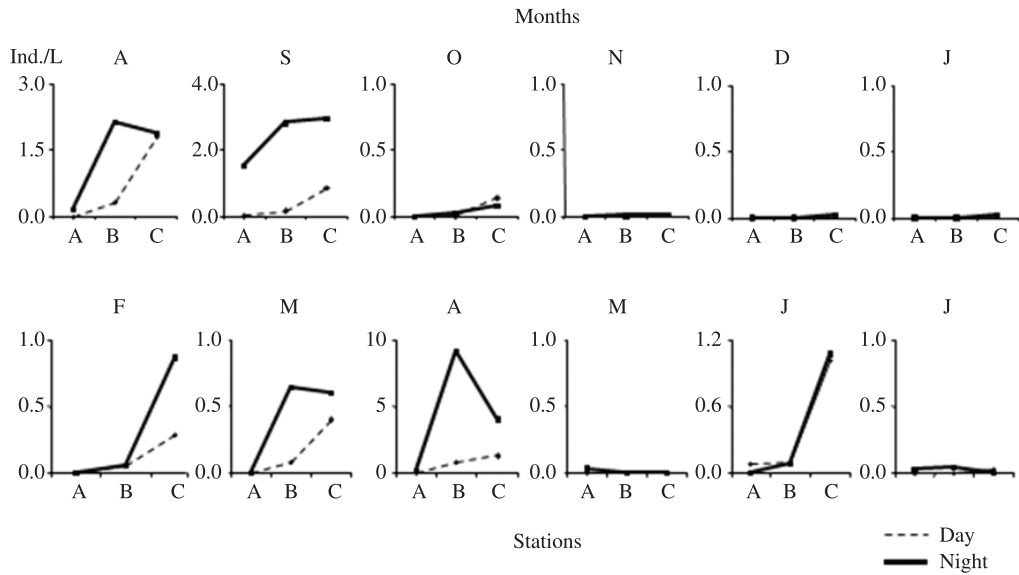 Months
Ind./L A S O N D J
3.0 4.0 1.0 1.0 1.0 1.0
1.5 2.0 0.5 0.5 0.5 0.5
0.0 0.0 0.0 0.0 0.0 0.0
A B C A B C A B C A B C A B C A B C
F M A M J J
1.0 1.0 10 1.0 1.2 1.0
0.5 0.5 5 0.5 0.6 0.5
0.0 0.0 0 0.0 0.0 0.0
A B C A B C A B C A B C A B C A B C
Stations
Day
Night